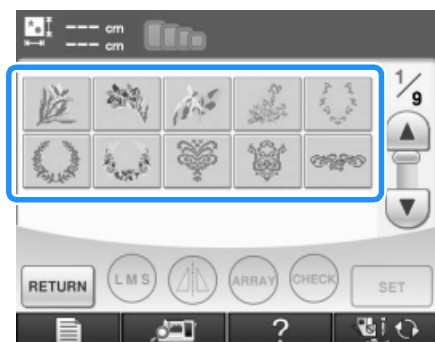 --- cm
--- cm
1/9
RETURN
LMS
ARRAY
CHECK
SET
?